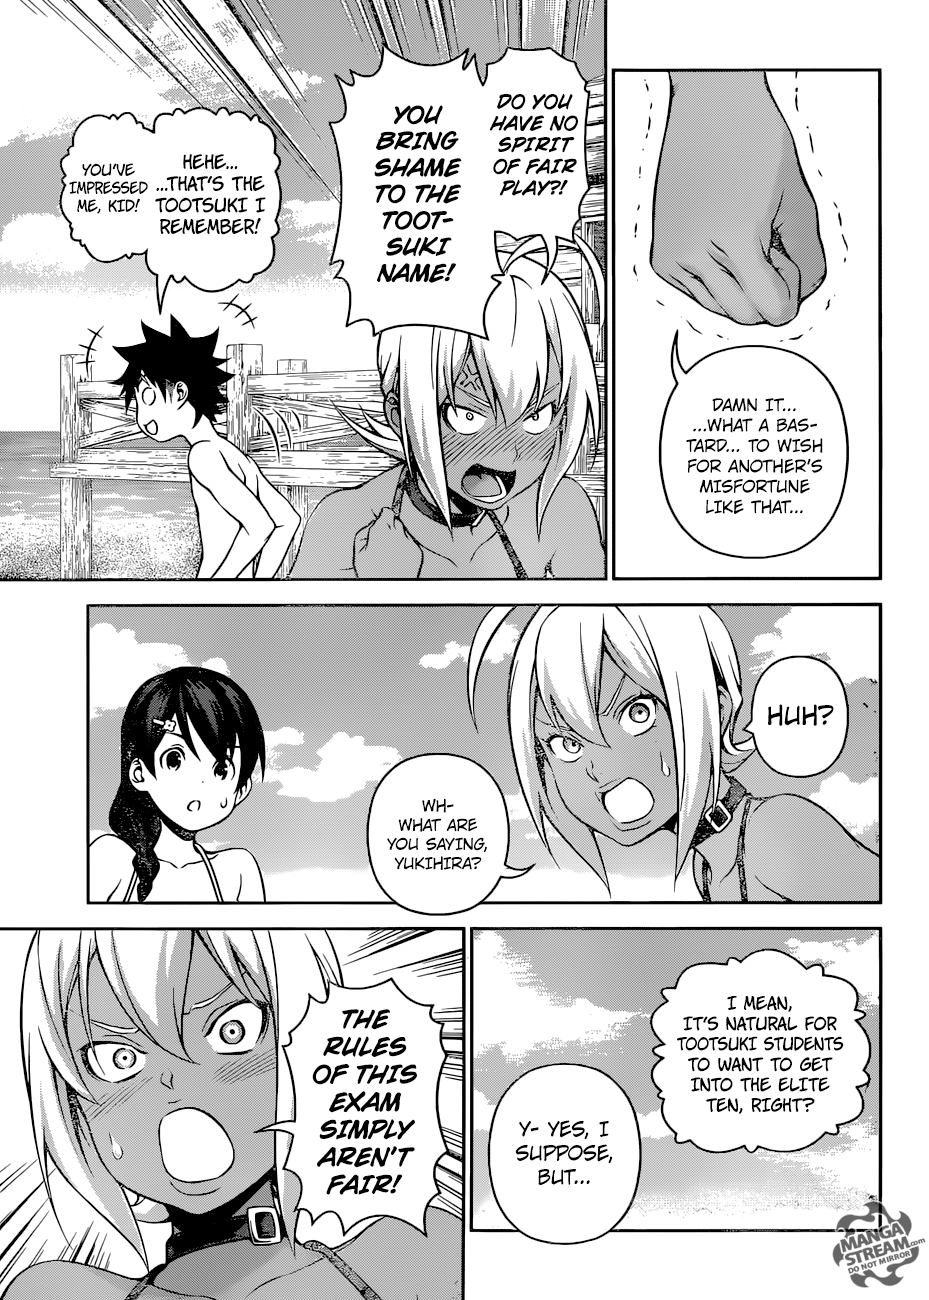 DAMN IT...
...WHAT A BAS-
TARD... TO WISH
FOR ANOTHER'S
MISFORTUNE
LIKE THAT...
DO YOU
HAVE NO
SPIRIT
OF FAIR
PLAY?!
YOU
BRING
SHAME
TO THE
TOOT-
SUKI
NAME!
HEHE...
...THAT'S THE
TOOTSUKI I
REMEMBER!
YOU'VE
IMPRESSED
ME, KID!
HUH?
WH-
WHAT ARE
YOU SAYING,
YUKIHIRA?
I MEAN,
IT'S NATURAL FOR
TOOTSUKI STUDENTS
TO WANT TO GET
INTO THE ELITE
TEN, RIGHT?
Y- YES, I
SUPPOSE,
BUT...
THE
RULES
OF THIS
EXAM
SIMPLY
AREN'T
FAIR!
MANGA
STREAM.com
DO NOT MIRROR